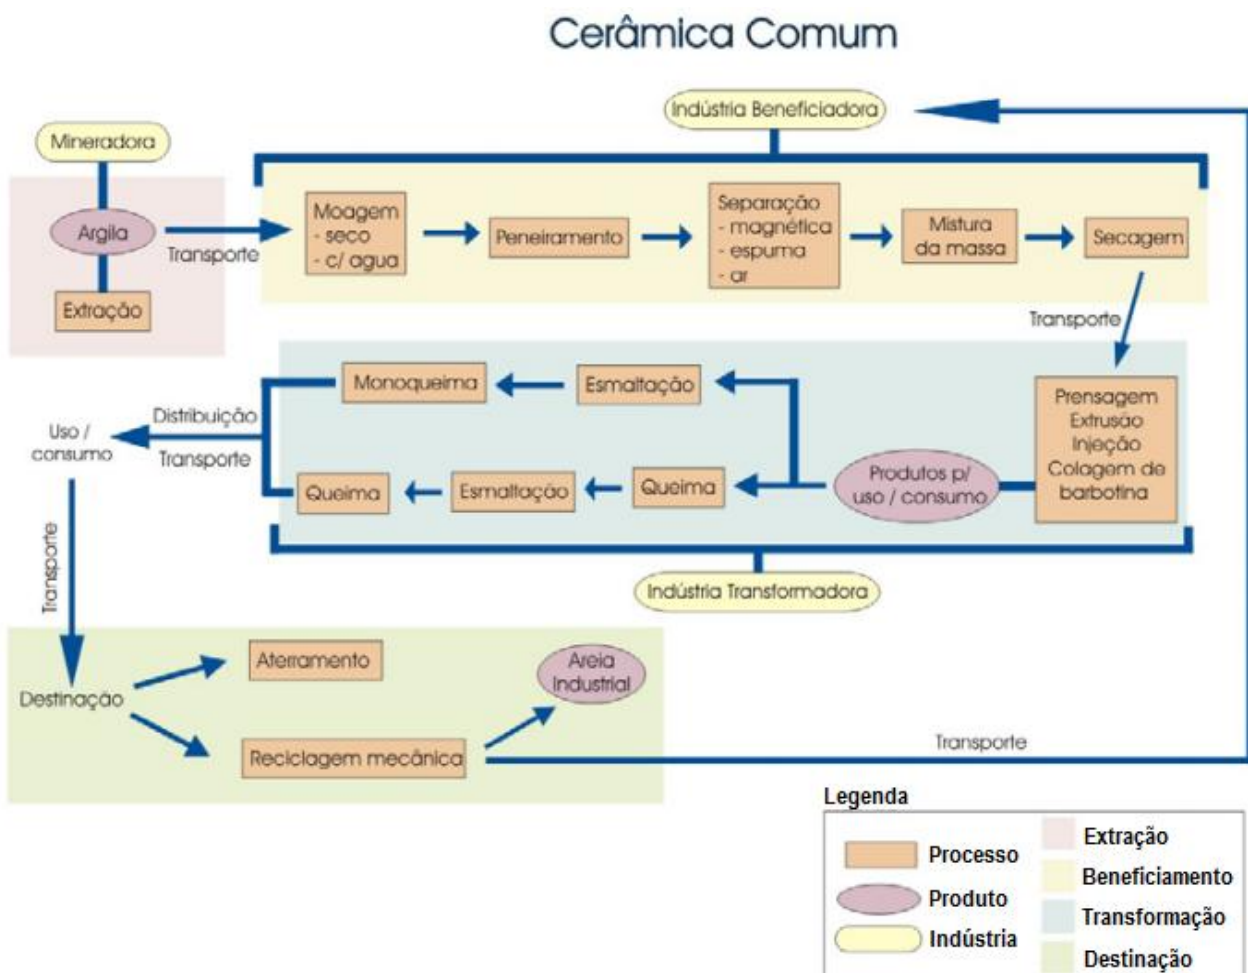 Cerâmica Comum
Indústria Beneficiadora
Mineradora
Argila
Extração
Transporte
Moagem
- seco
- c/ agua
Peneiramento
Separação
- magnética
- espuma
- ar
Mistura
da massa
Secagem
Transporte
Prensagem
Extrusão
Injeção
Colagem de
barbotina
Produtos p/
uso / consumo
Esmaltação
Monoqueima
Queima
Esmaltação
Queima
Indústria Transformadora
Distribuição
Transporte
Uso /
consumo
Transporte
Destinação
Aterramento
Reciclagem mecânica
Areia
Industrial
Transporte
Legenda
Processo
Produto
Indústria
Extração
Beneficiamento
Transformação
Destinação